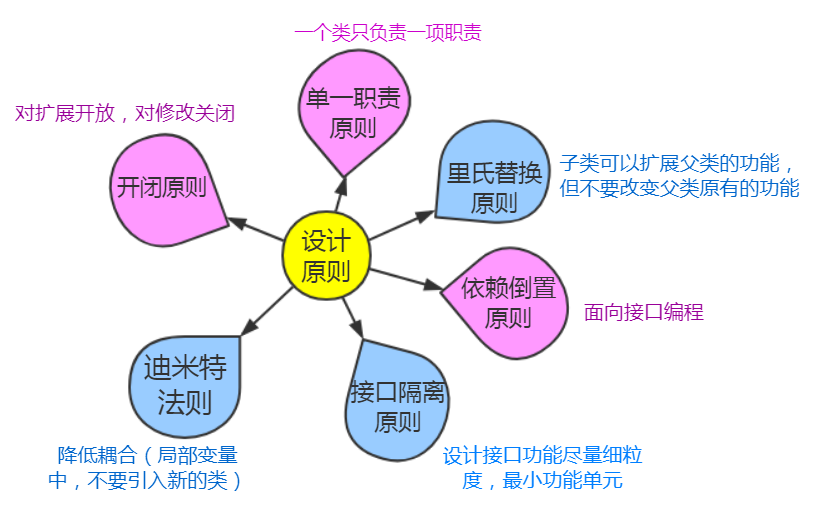 一个类只负责一项职责
单一职责
原则
对扩展开放，对修改关闭
开闭原则
里氏替换
原则
子类可以扩展父类的功能，
但不要改变父类原有的功能
设计
原则
依赖倒置
原则
面向接口编程
迪米特
法则
接口隔离
原则
降低耦合（局部变量
中，不要引入新的类）
设计接口功能尽量细粒
度，最小功能单元